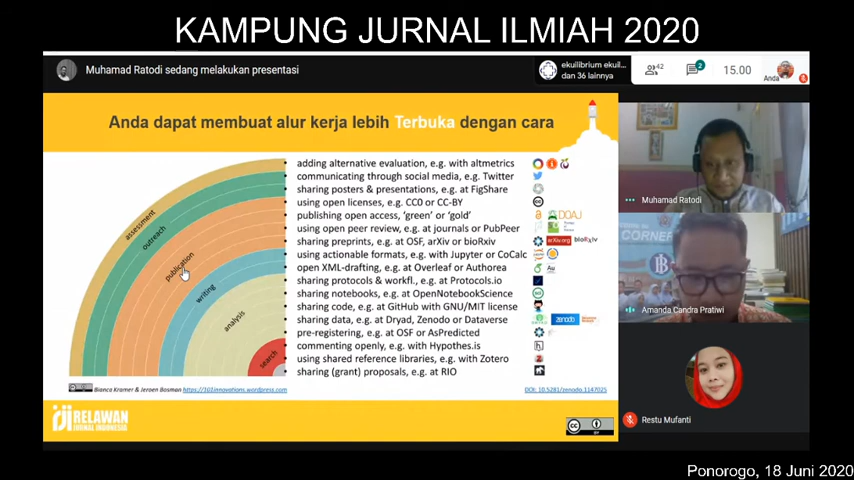 KAMPUNG JURNAL ILMIAH 2020
Muhamad Ratodi sedang melakukan presentasi
ekuilibrium ekuil...
dan 36 lainnya
42
2
15.00
Anda
Anda dapat membuat alur kerja lebih Terbuka dengan cara
adding alternative evaluation, e.g. with altmetrics
communicating through social media, e.g. Twitter
sharing posters & presentations, e.g. at FigShare
using open licenses, e.g. CC0 or CC-BY
publishing open access, ‘green’ or ‘gold’
using open peer review, e.g. at journals or PubPeer
sharing preprints, e.g. at OSF, arXiv or bioRxiv
using actionable formats, e.g. with Jupyter or CoCalc
open XML-drafting, e.g. at Overleaf or Authorea
sharing protocols & workfl., e.g. at Protocols.io
sharing notebooks, e.g. at OpenNotebookScience
sharing code, e.g. at GitHub with GNU/MIT license
sharing data, e.g. at Dryad, Zenodo or Dataverse
pre-registering, e.g. at OSF or AsPredicted
commenting openly, e.g. with Hypothes.is
using shared reference libraries, e.g. with Zotero
sharing (grant) proposals, e.g. at RIO
assessment
outreach
publication
writing
analysis
search
DOAJ
arXiv.org
bioRxiv
Au
zenodo
Bianca Kramer & Jeroen Bosman https://101innovations.wordpress.com
DOI: 10.5281/zenodo.1147025
RELAWAN
JURNAL INDONESIA
CC
BY
Muhamad Ratodi
CORNER
Amanda Candra Pratiwi
Restu Mufanti
Ponorogo, 18 Juni 2020